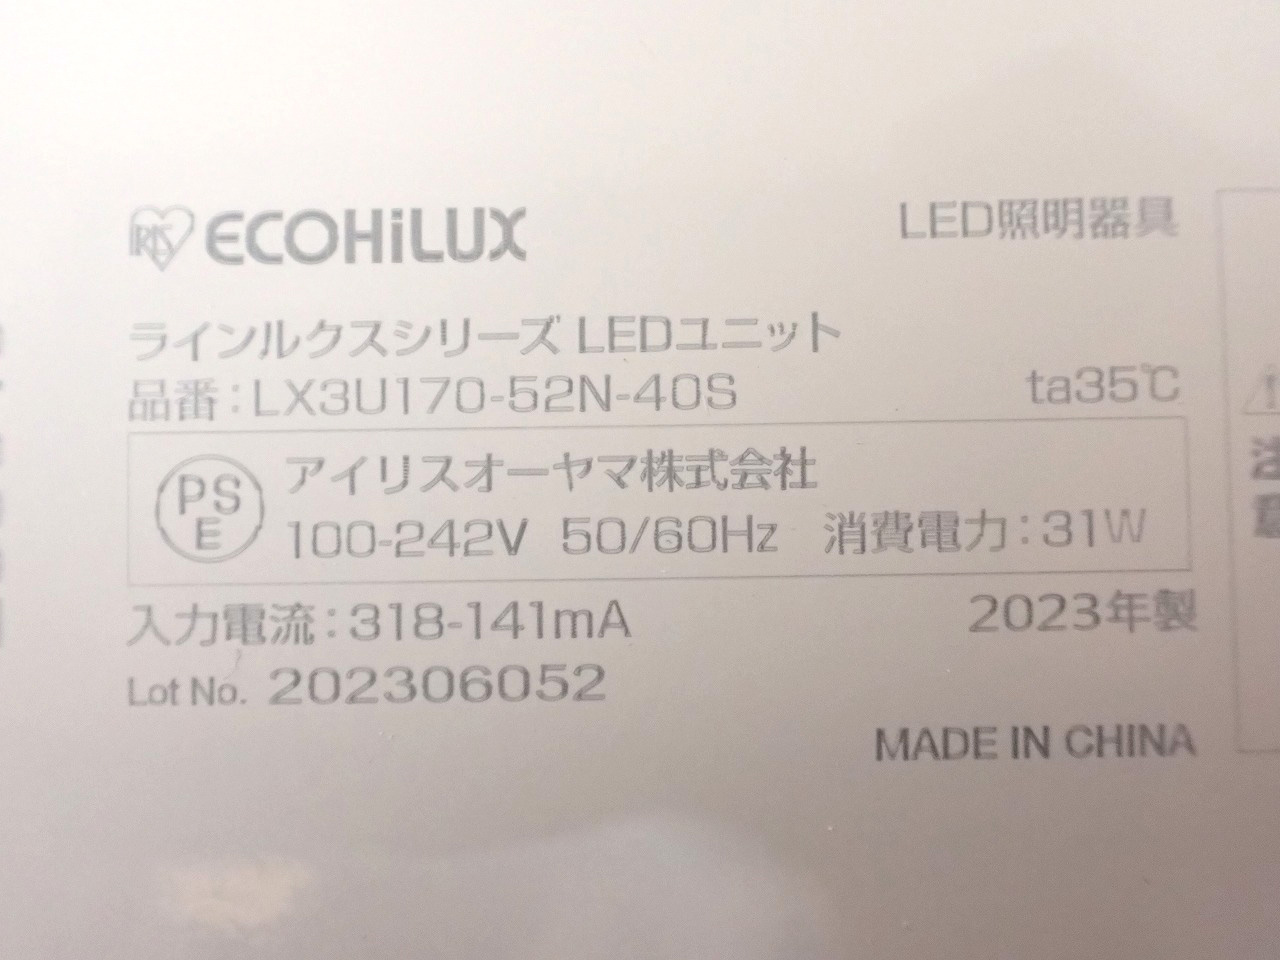 IRIS ECOHiLUX
LED照明器具
ラインルクスシリーズ LEDユニット
品番：LX3U170-52N-40S
ta35℃
PS
E
アイリスオーヤマ株式会社
100-242V 50/60Hz 消費電力：31W
入力電流：318-141mA
2023年製
Lot No. 202306052
MADE IN CHINA
注
意